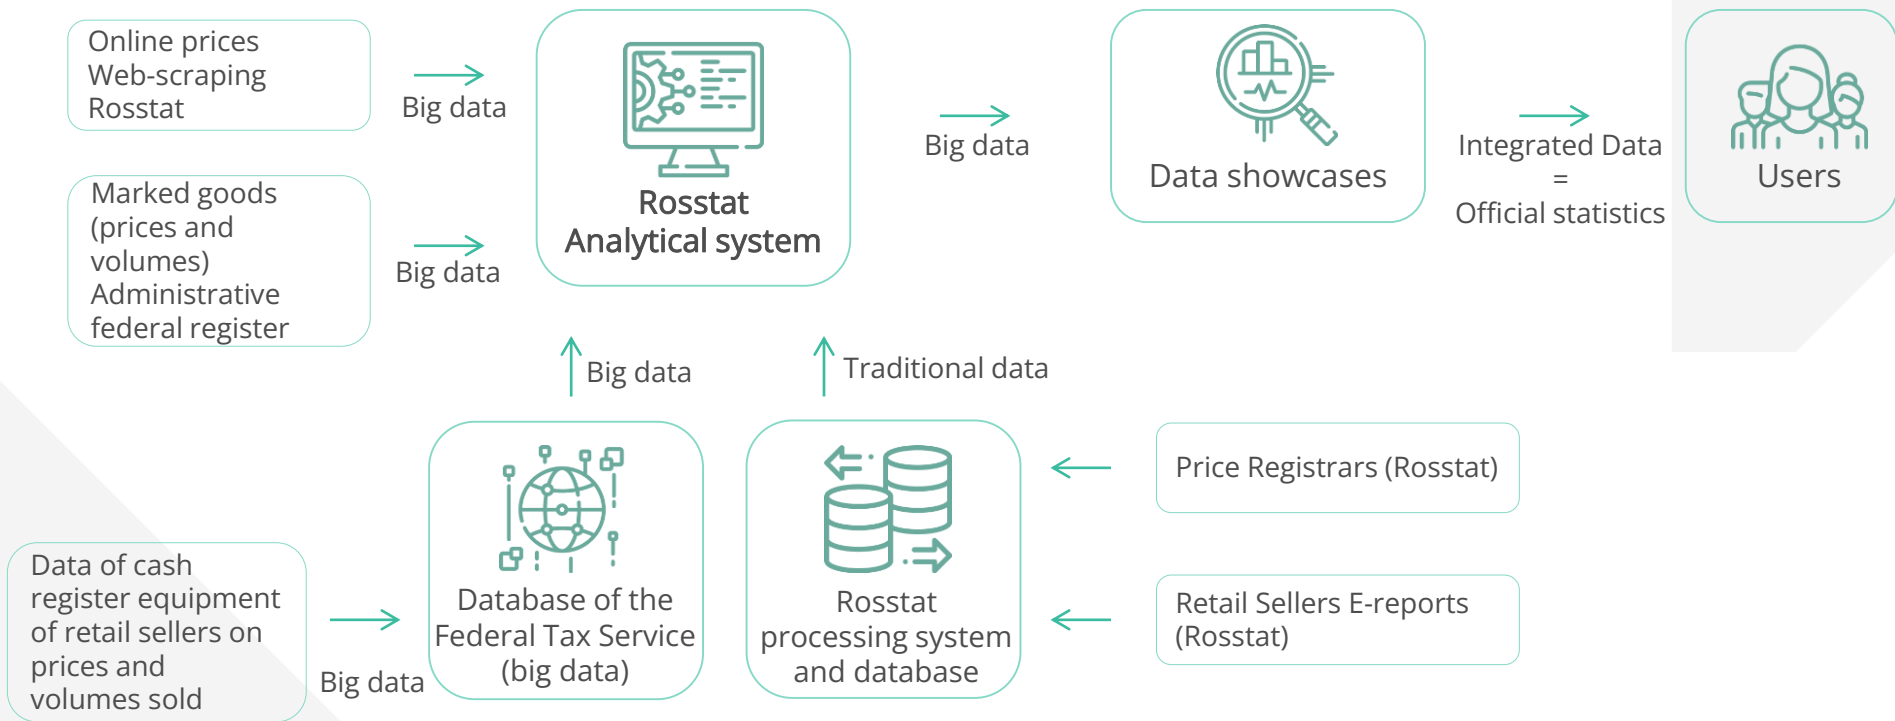 Online prices
Web-scraping
Rosstat
Big data
Marked goods
(prices and
volumes)
Administrative
federal register
Big data
Rosstat
Analytical system
Big data
Data showcases
Integrated Data
=
Official statistics
Users
Big data
Traditional data
Data of cash
register equipment
of retail sellers on
prices and
volumes sold
Big data
Database of the
Federal Tax Service
(big data)
Rosstat
processing system
and database
Price Registrars (Rosstat)
Retail Sellers E-reports
(Rosstat)